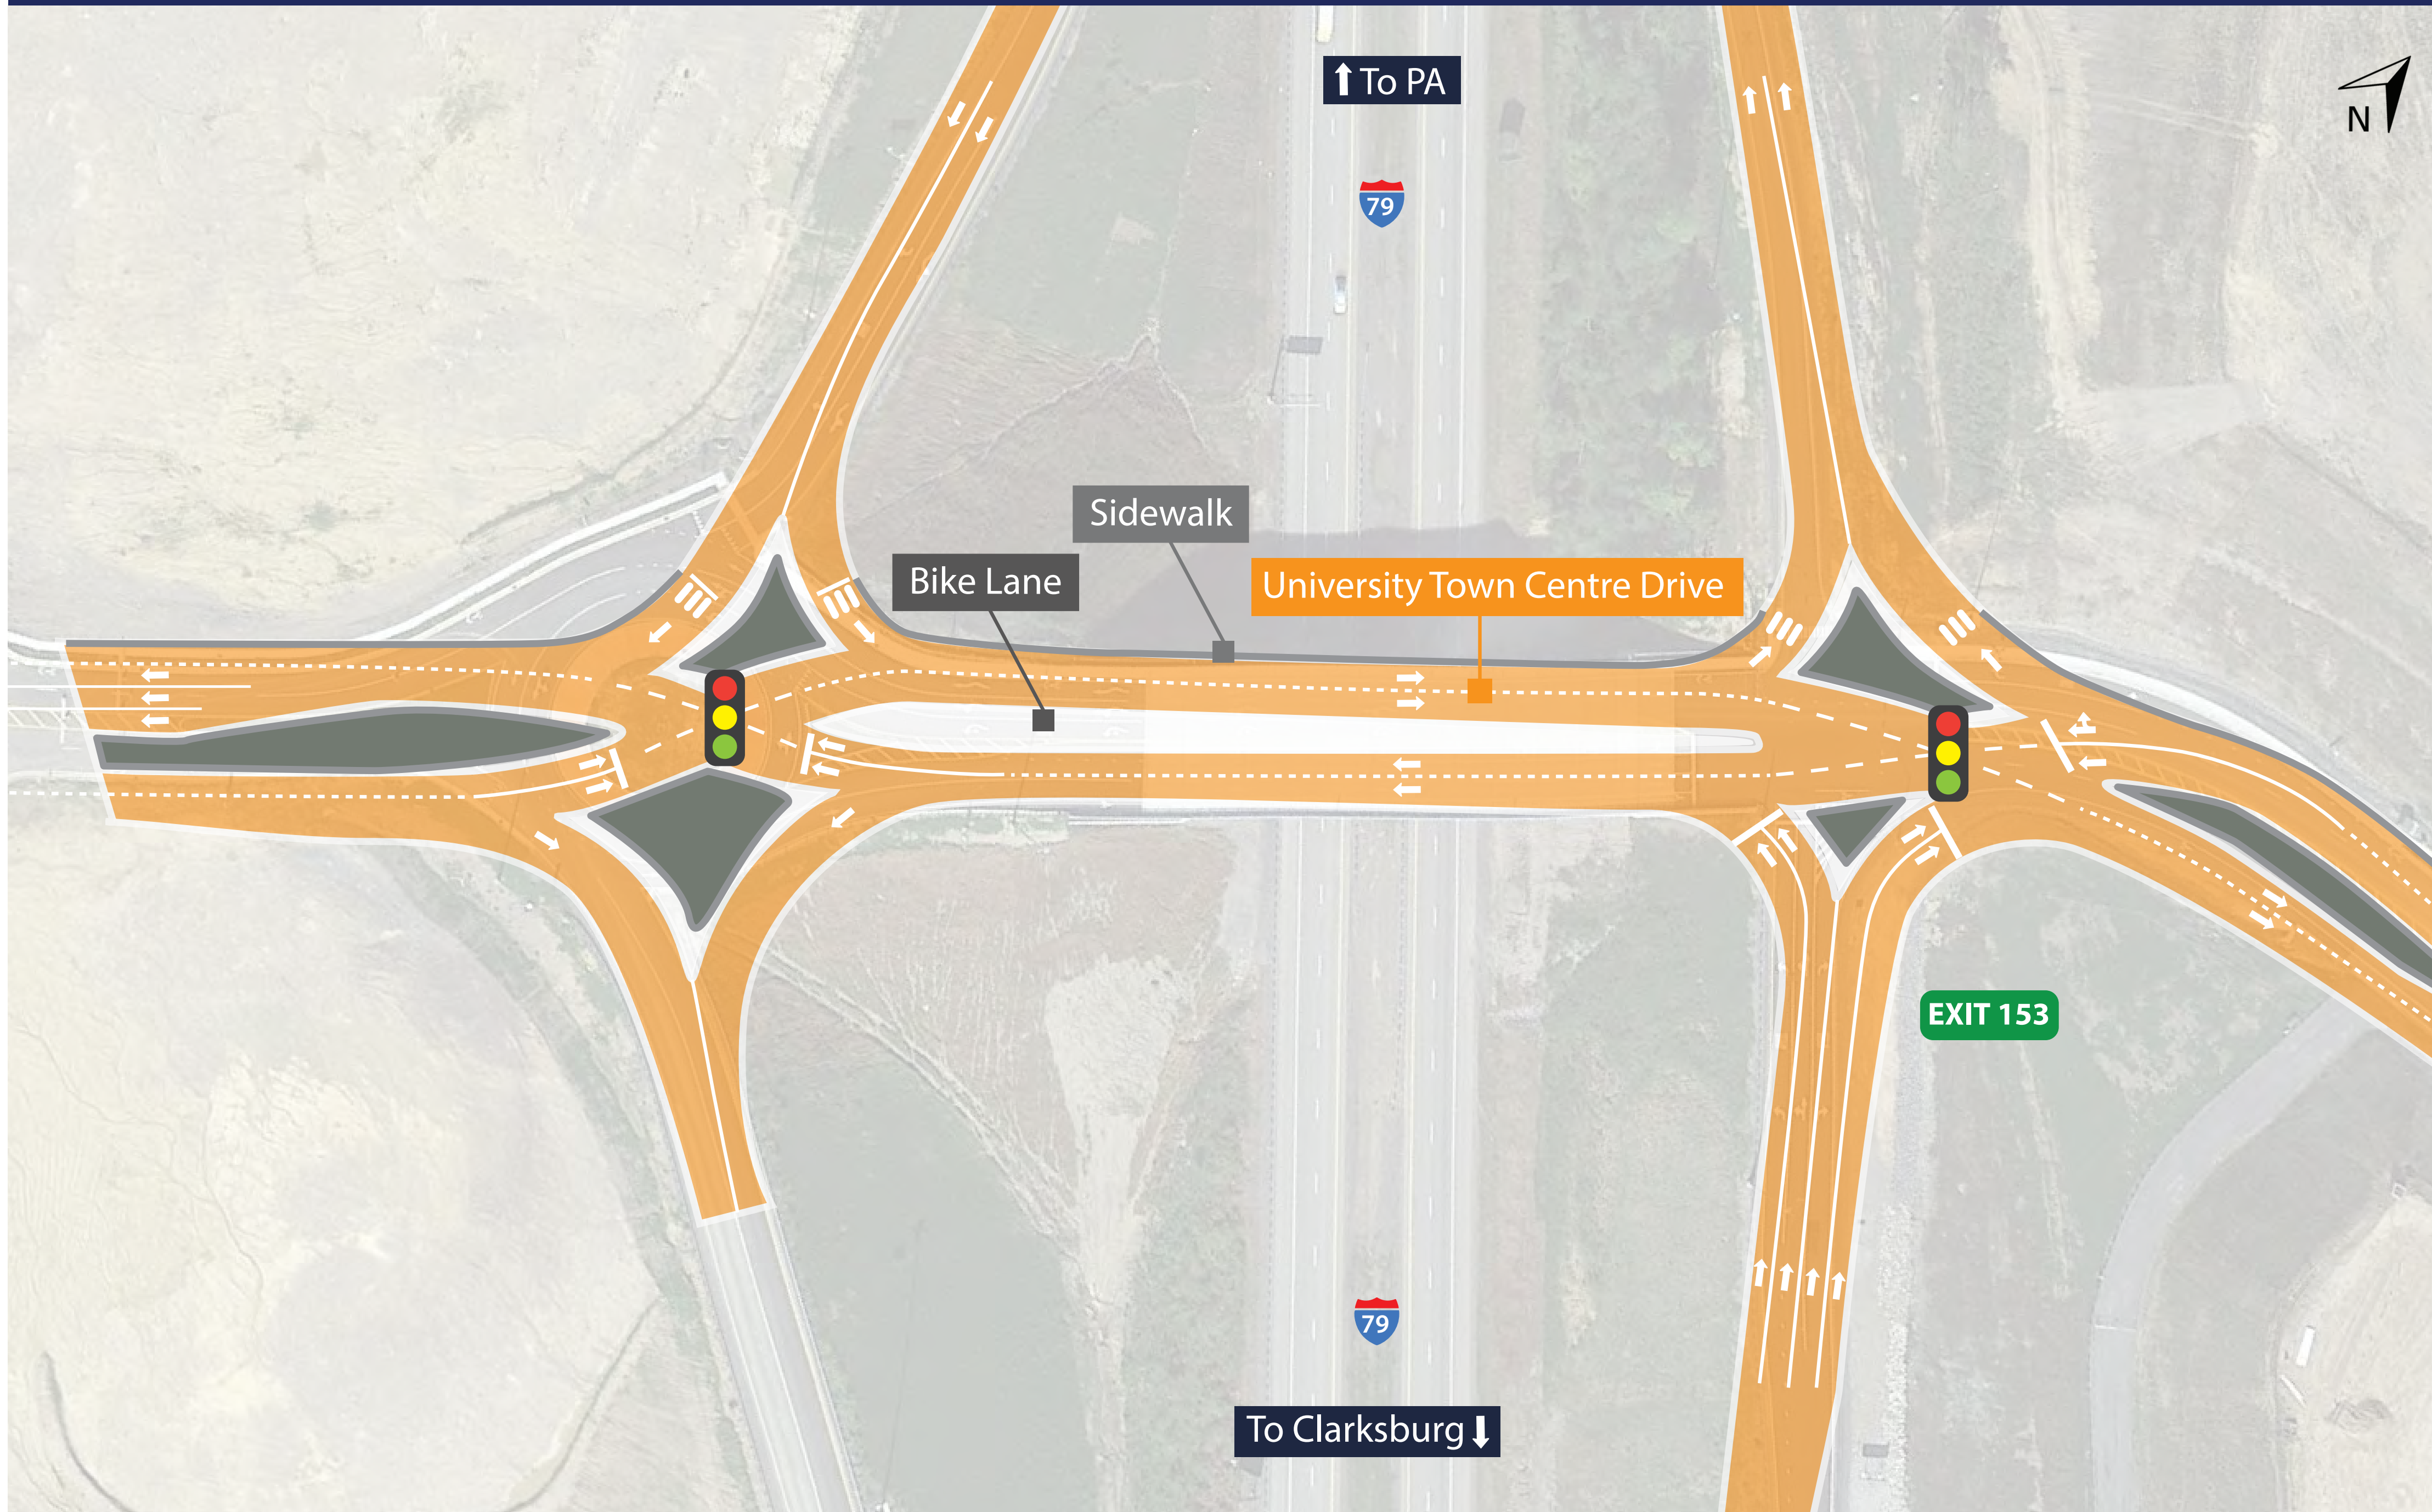 ↑ To PA
N
79
Sidewalk
Bike Lane
University Town Centre Drive
EXIT 153
79
To Clarksburg ↓